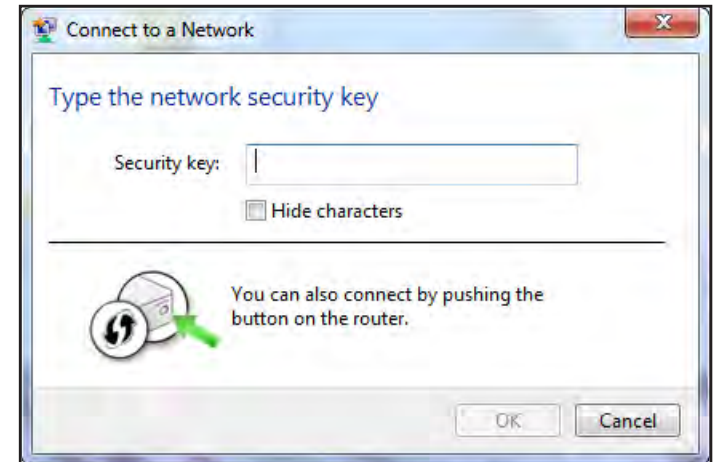 Connect to a Network
Type the network security key
Security key:
Hide characters
You can also connect by pushing the
button on the router.
OK
Cancel